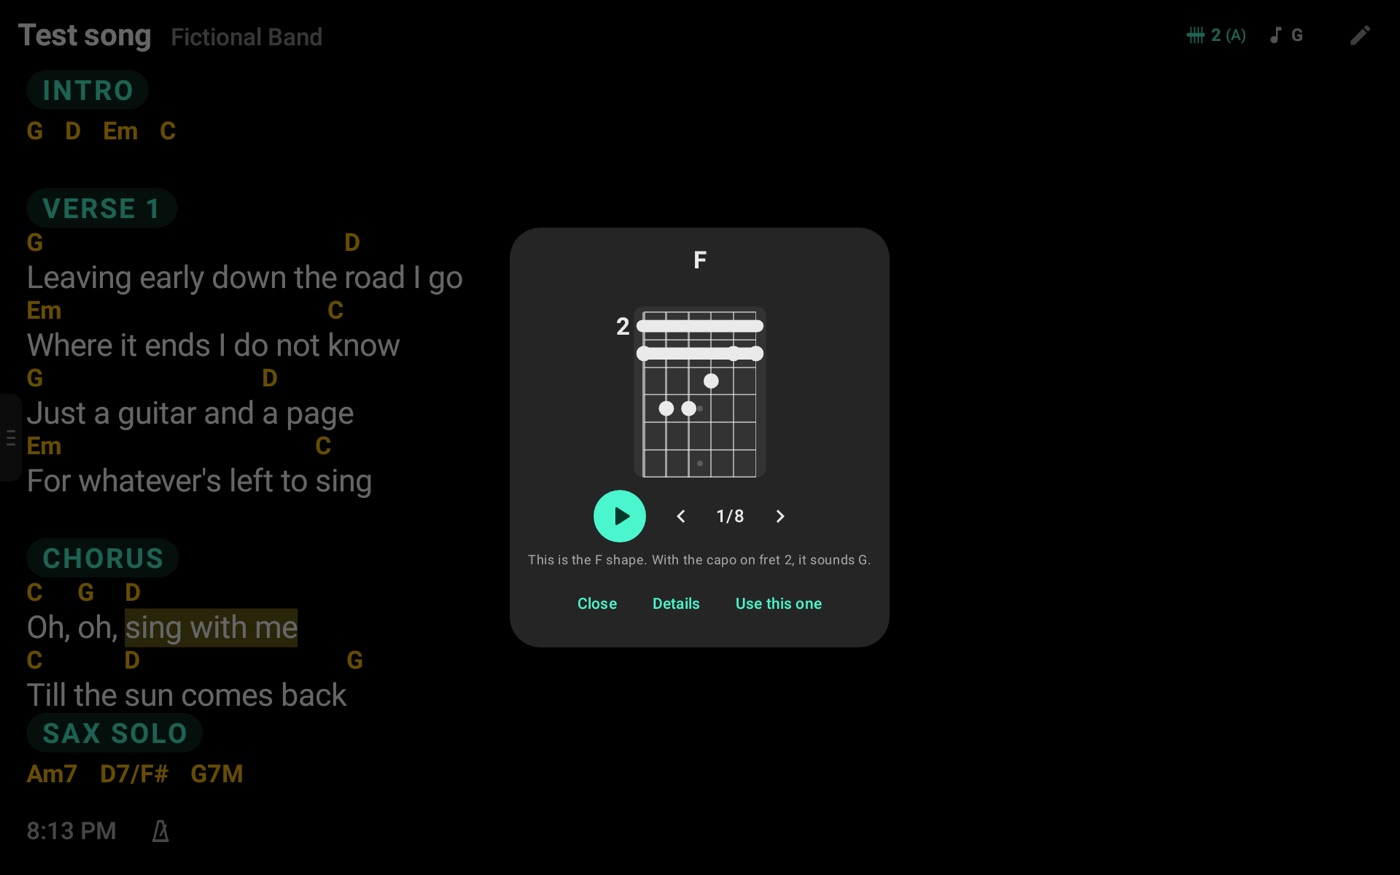 Test song Fictional Band 2 (A) G
INTRO
G D Em C
VERSE 1
G D
Leaving early down the road I go
Em C
Where it ends I do not know
G D
Just a guitar and a page
Em C
For whatever's left to sing
CHORUS
C G D
Oh, oh, sing with me
C D G
Till the sun comes back
SAX SOLO
Am7 D7/F# G7M
8:13 PM
F
2
1/8
This is the F shape. With the capo on fret 2, it sounds G.
Close Details Use this one